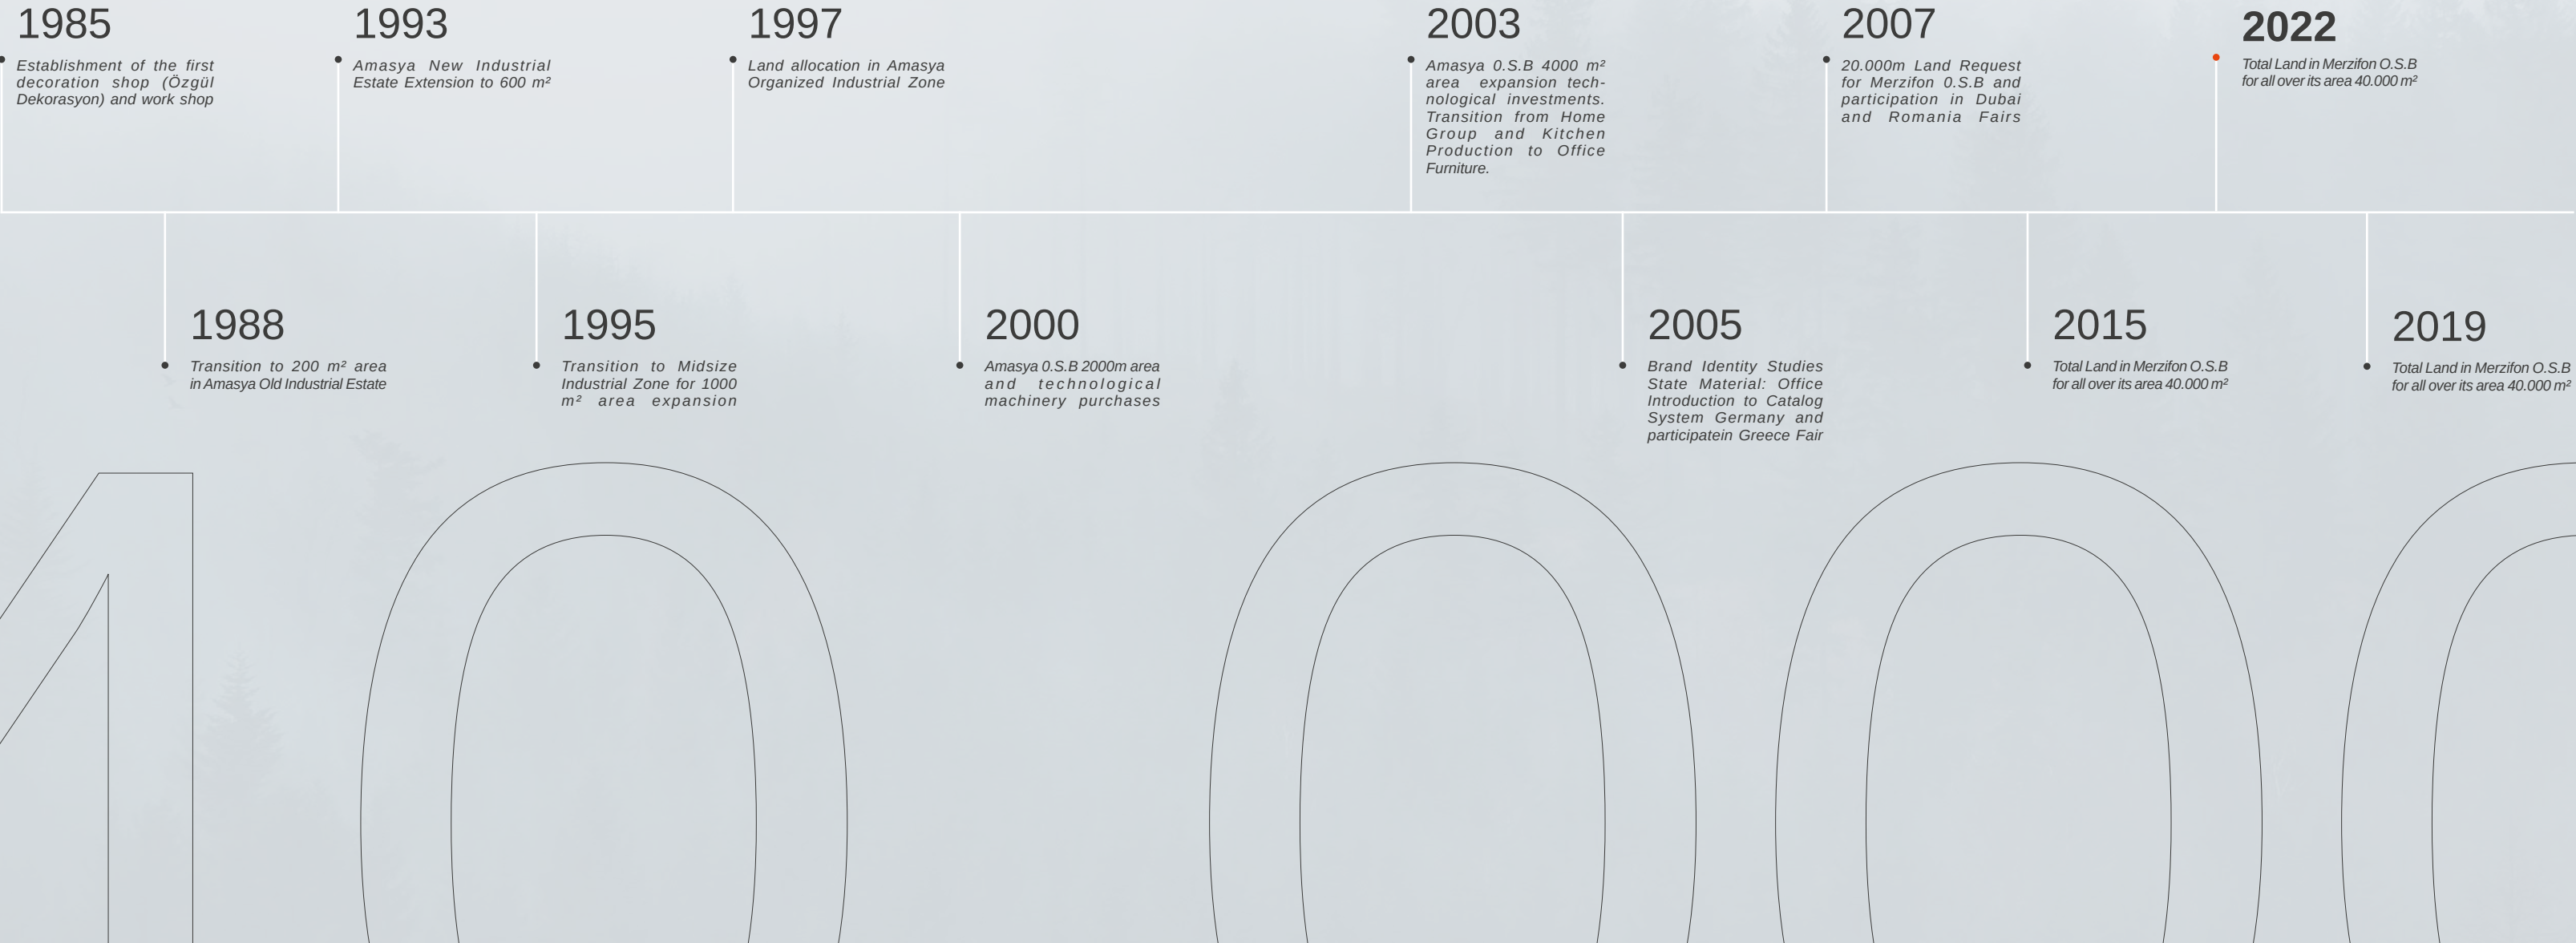 1985
Establishment of the first
decoration shop (Özgül
Dekorasyon) and work shop
1993
Amasya New Industrial
Estate Extension to 600 m²
1997
Land allocation in Amasya
Organized Industrial Zone
2003
Amasya 0.S.B 4000 m²
area expansion tech-
nological investments.
Transition from Home
Group and Kitchen
Production to Office
Furniture.
2007
20.000m Land Request
for Merzifon 0.S.B and
participation in Dubai
and Romania Fairs
2022
Total Land in Merzifon O.S.B
for all over its area 40.000 m²
1988
Transition to 200 m² area
in Amasya Old Industrial Estate
1995
Transition to Midsize
Industrial Zone for 1000
m² area expansion
2000
Amasya 0.S.B 2000m area
and technological
machinery purchases
2005
Brand Identity Studies
State Material: Office
Introduction to Catalog
System Germany and
participatein Greece Fair
2015
Total Land in Merzifon O.S.B
for all over its area 40.000 m²
2019
Total Land in Merzifon O.S.B
for all over its area 40.000 m²
10 000